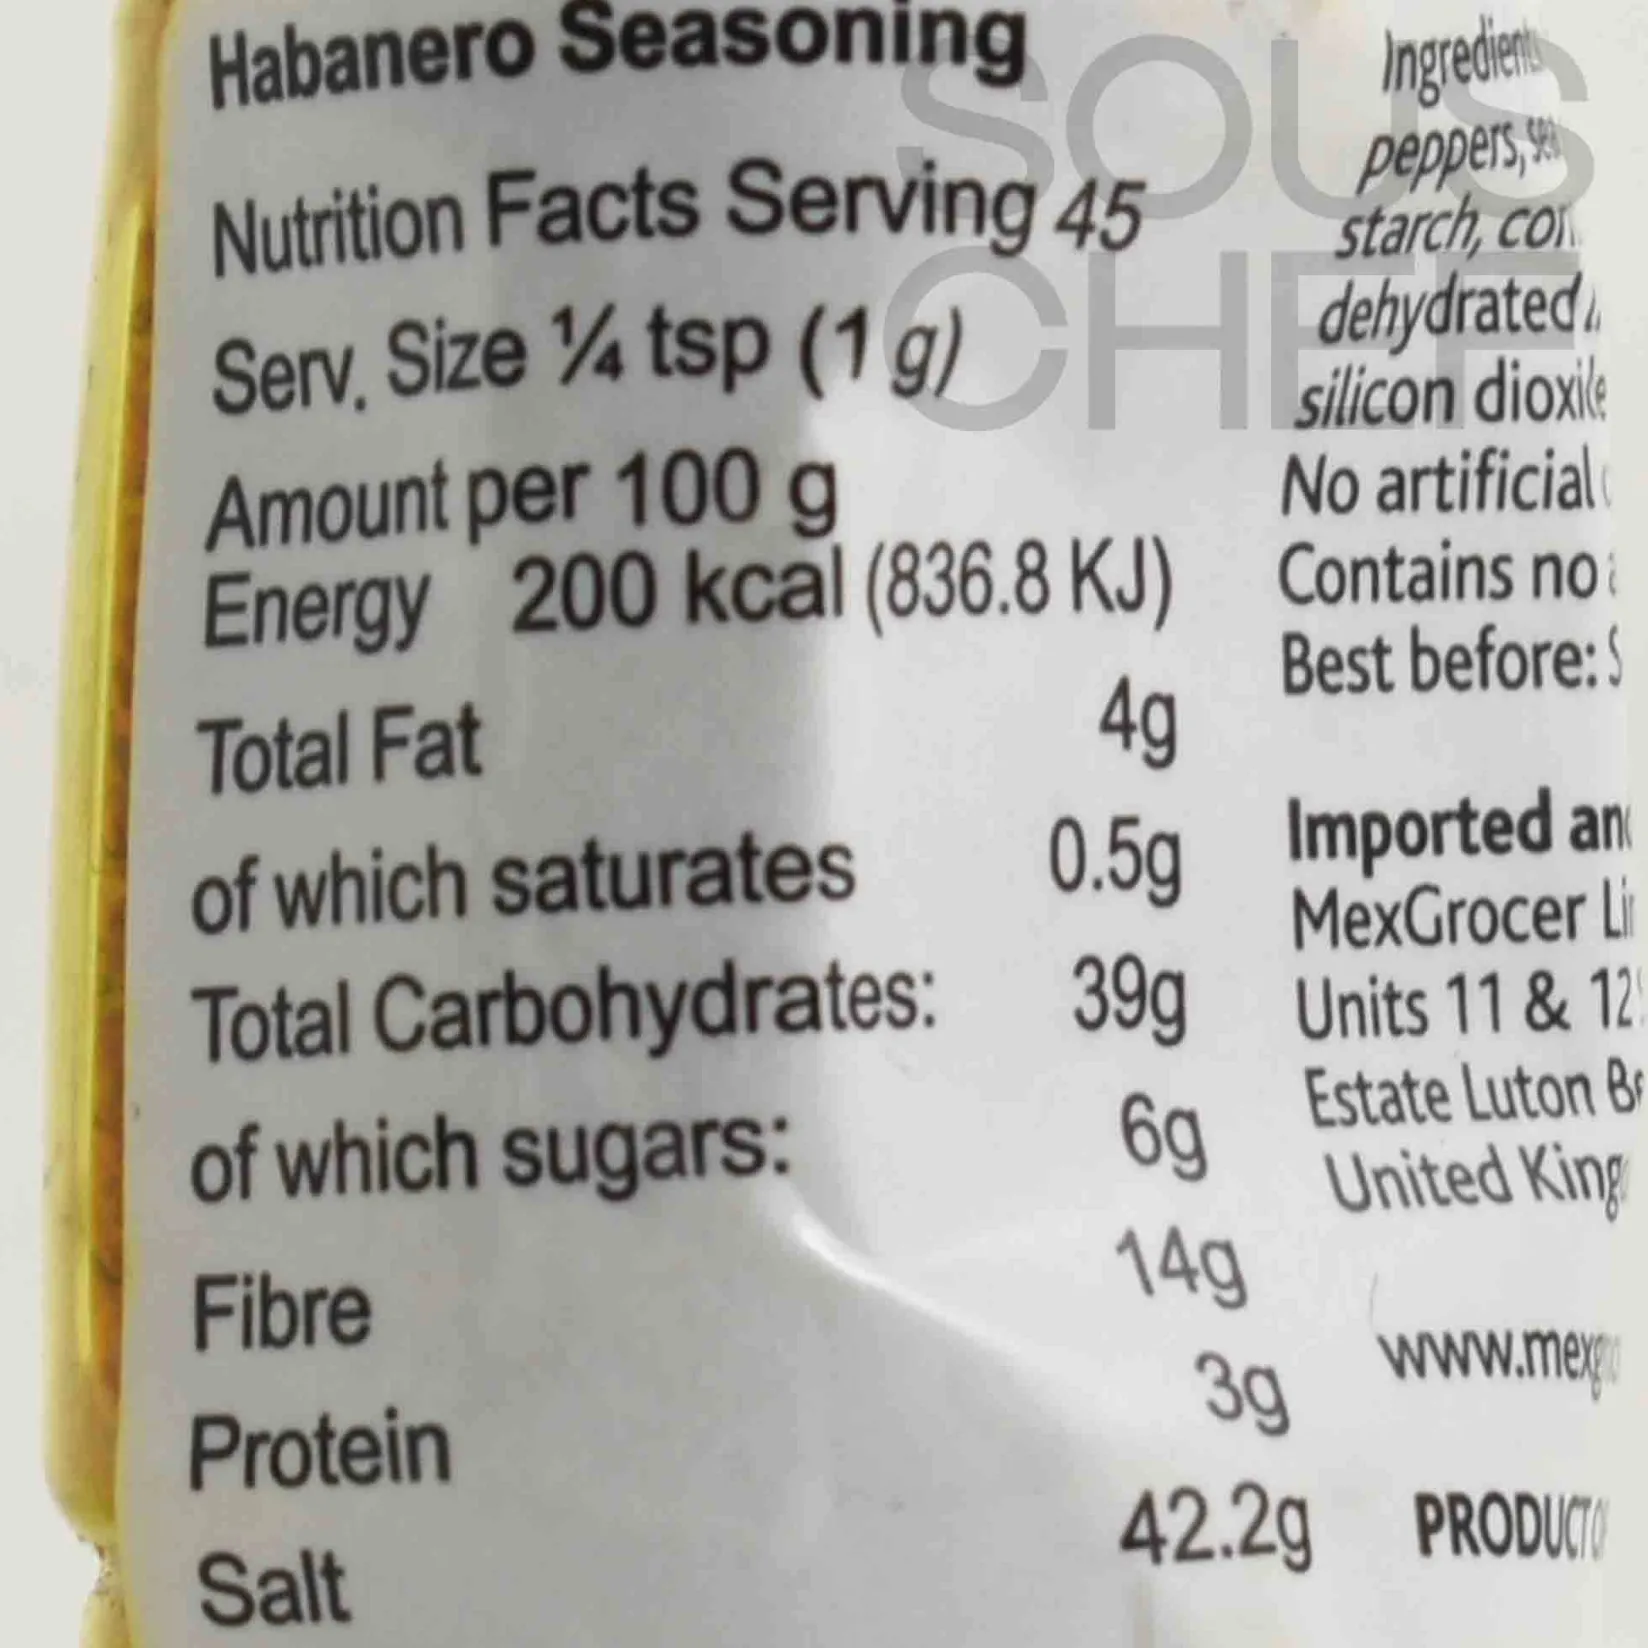 Habanero Seasoning
Nutrition Facts Serving 45
Serv. Size ¼ tsp (1 g)
Amount per 100 g
Energy 200 kcal (836.8 KJ)
Total Fat 4g
of which saturates 0.5g
Total Carbohydrates: 39g
of which sugars: 6g
Fibre 14g
Protein 3g
Salt 42.2g
peppers,
starch,
dehydrated
silicon
No artificial
Contains no
Best before:
Imported
MexGrocer
Units 11 &
Estate Luton
United
SOUS
CHEF